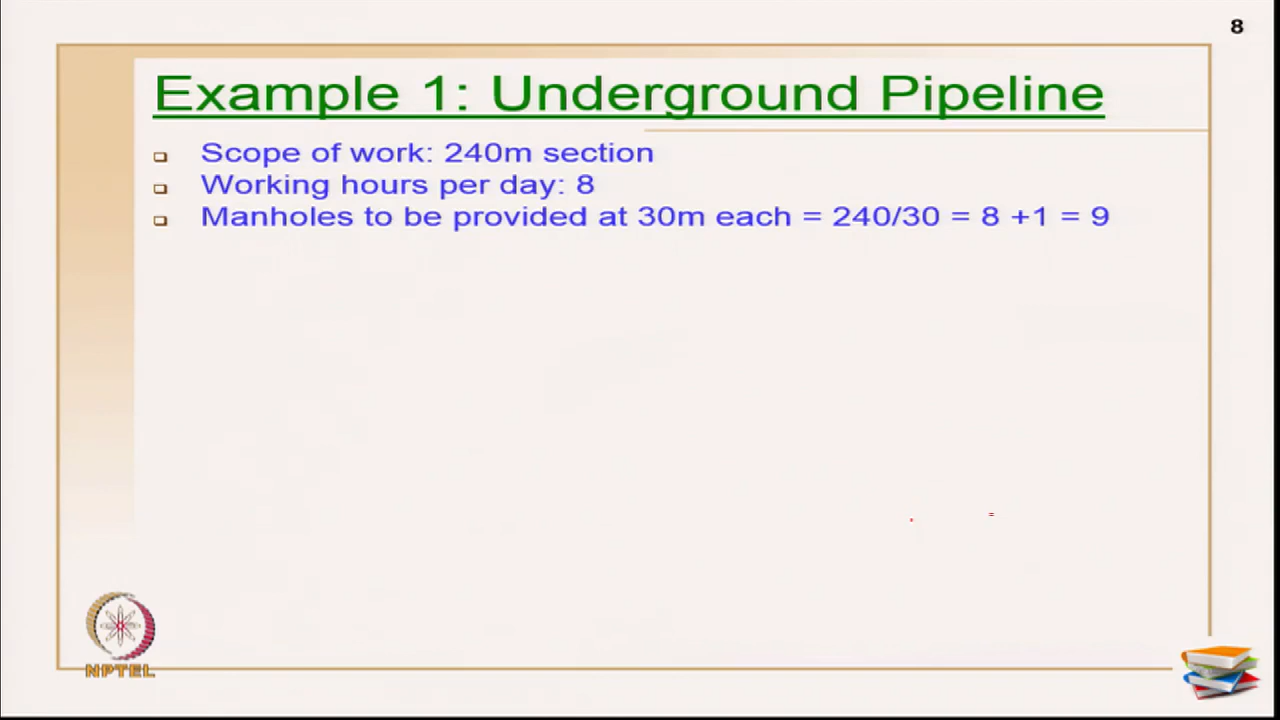 8
Example 1: Underground Pipeline
Scope of work: 240m section
Working hours per day: 8
Manholes to be provided at 30m each = 240/30 = 8 +1 = 9
NPTEL